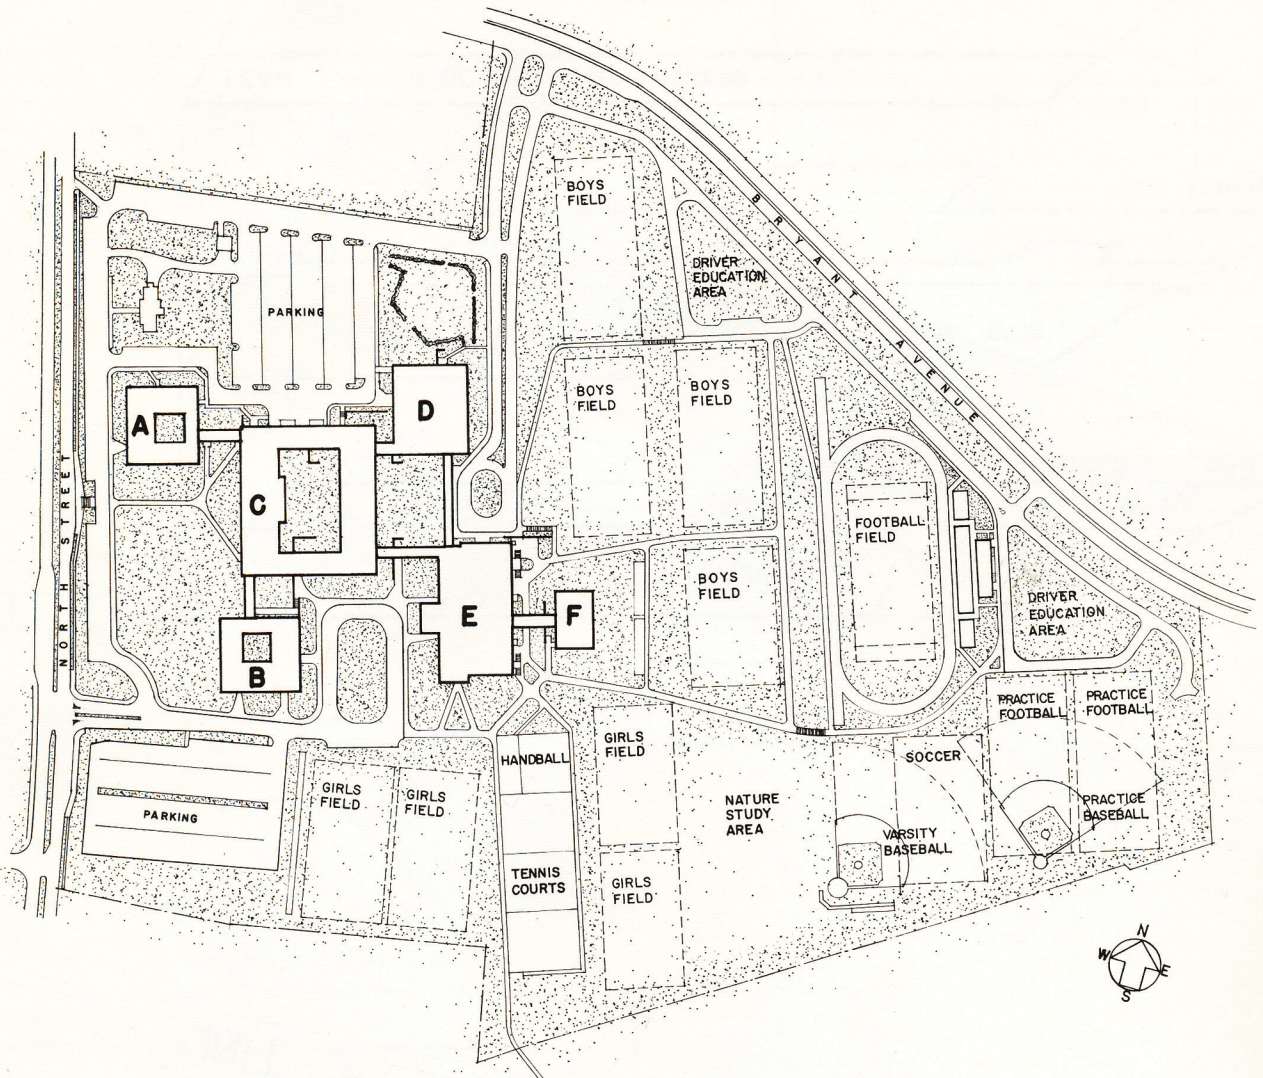 BOYS
FIELD
BRYANT AVENUE
DRIVER
EDUCATION
AREA
PARKING
BOYS
FIELD
BOYS
FIELD
A
D
C
NORTH STREET
FOOTBALL
FIELD
BOYS
FIELD
E
F
DRIVER
EDUCATION
AREA
B
PRACTICE
FOOTBALL
PRACTICE
FOOTBALL
GIRLS
FIELD
HANDBALL
SOCCER
GIRLS
FIELD
GIRLS
FIELD
NATURE
STUDY
AREA
PRACTICE
BASEBALL
PARKING
VARSITY
BASEBALL
TENNIS
COURTS
GIRLS
FIELD
N
W
E
S